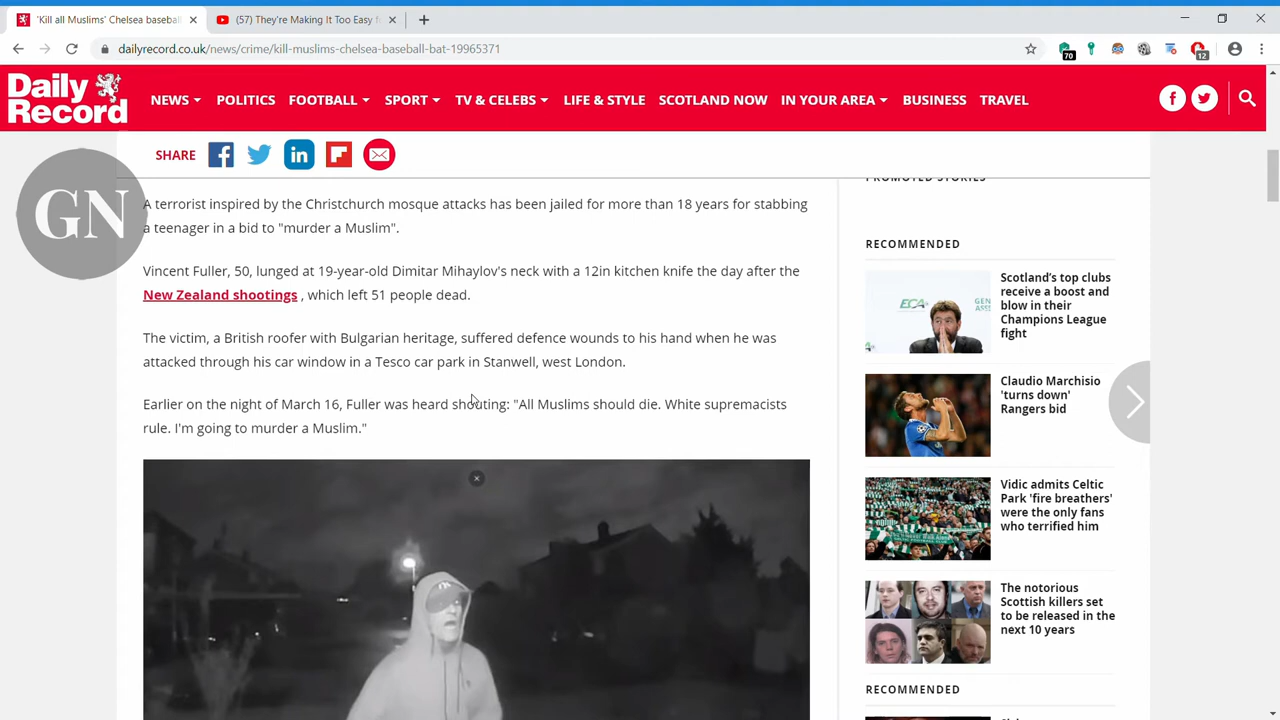 'Kill all Muslims' Chelsea baseba
(57) They're Making It Too Easy f
dailyrecord.co.uk/news/crime/kill-muslims-chelsea-baseball-bat-19965371
70
12
Daily
Record
NEWS POLITICS FOOTBALL SPORT TV & CELEBS LIFE & STYLE SCOTLAND NOW IN YOUR AREA BUSINESS TRAVEL
SHARE
GN
A terrorist inspired by the Christchurch mosque attacks has been jailed for more than 18 years for stabbing
a teenager in a bid to "murder a Muslim".
Vincent Fuller, 50, lunged at 19-year-old Dimitar Mihaylov's neck with a 12in kitchen knife the day after the
New Zealand shootings , which left 51 people dead.
The victim, a British roofer with Bulgarian heritage, suffered defence wounds to his hand when he was
attacked through his car window in a Tesco car park in Stanwell, west London.
Earlier on the night of March 16, Fuller was heard shouting: "All Muslims should die. White supremacists
rule. I'm going to murder a Muslim."
PROMOTED STORIES
RECOMMENDED
ECA
Scotland's top clubs
receive a boost and
blow in their
Champions League
fight
Claudio Marchisio
'turns down'
Rangers bid
Vidic admits Celtic
Park 'fire breathers'
were the only fans
who terrified him
The notorious
Scottish killers set
to be released in the
next 10 years
RECOMMENDED